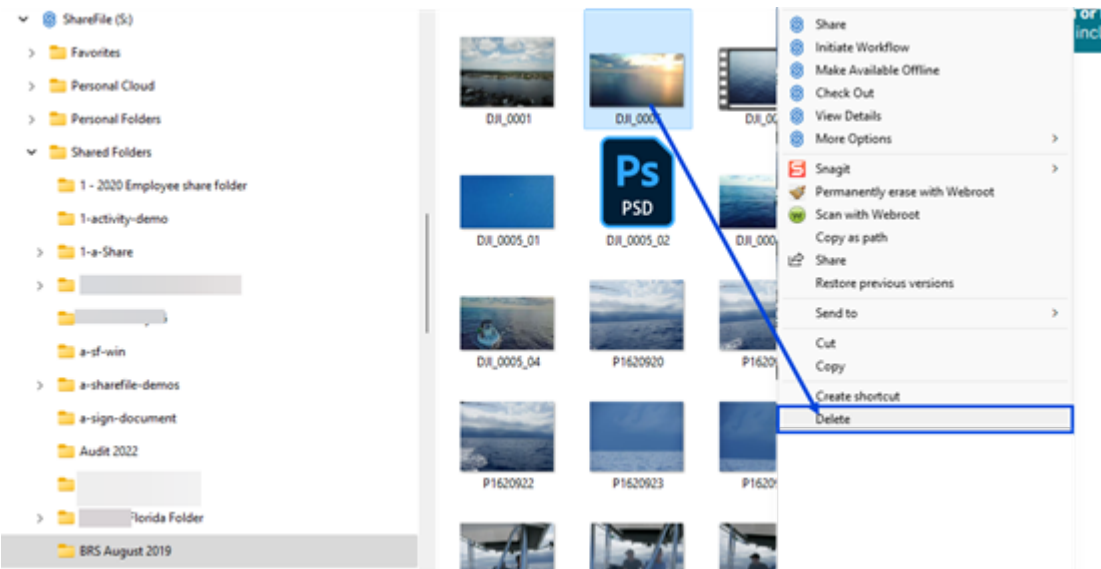 ShareFile (S:)
Favorites
Personal Cloud
Personal Folders
Shared Folders
1 - 2020 Employee share folder
1-activity-demo
1-a-Share
a-sf-win
a-sharefile-demos
a-sign-document
Audit 2022
Florida Folder
BRS August 2019
DJI_0001
DJI_0005
Ps
PSD
DJI_0005_01
DJI_0005_02
DJI_0005_04
P1620920
P1620922
P1620923
Share
Initiate Workflow
Make Available Offline
Check Out
View Details
More Options
Snagit
Permanently erase with Webroot
Scan with Webroot
Copy as path
Share
Restore previous versions
Send to
Cut
Copy
Create shortcut
Delete